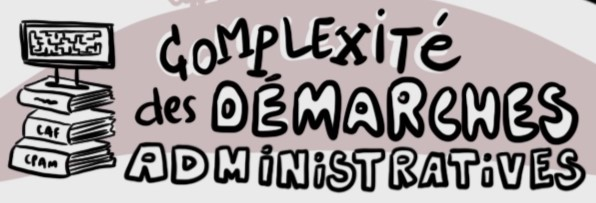 COMPLEXiTé
des DÉMARCHES
ADMiNiSTRATiVES
CAF
CPAM